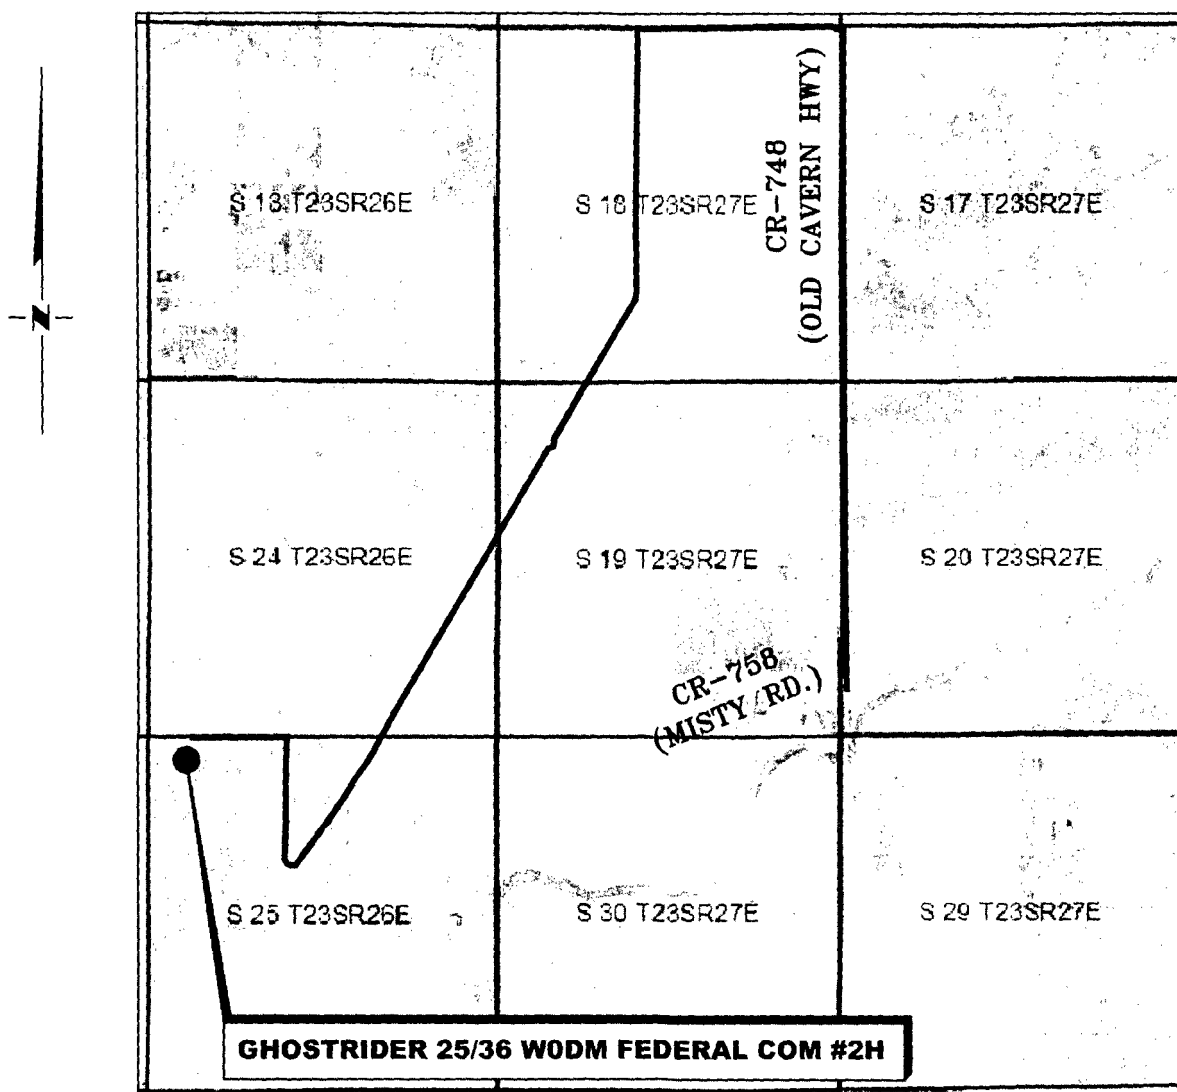 S 13 T23SR26E
S 18 T23SR27E
CR-748
(OLD CAVERN HWY)
S 17 T23SR27E
N
S 24 T23SR26E
S 19 T23SR27E
S 20 T23SR27E
CR-758
(MISTY RD.)
S 25 T23SR26E
S 30 T23SR27E
S 29 T23SR27E
GHOSTRIDER 25/36 W0DM FEDERAL COM #2H